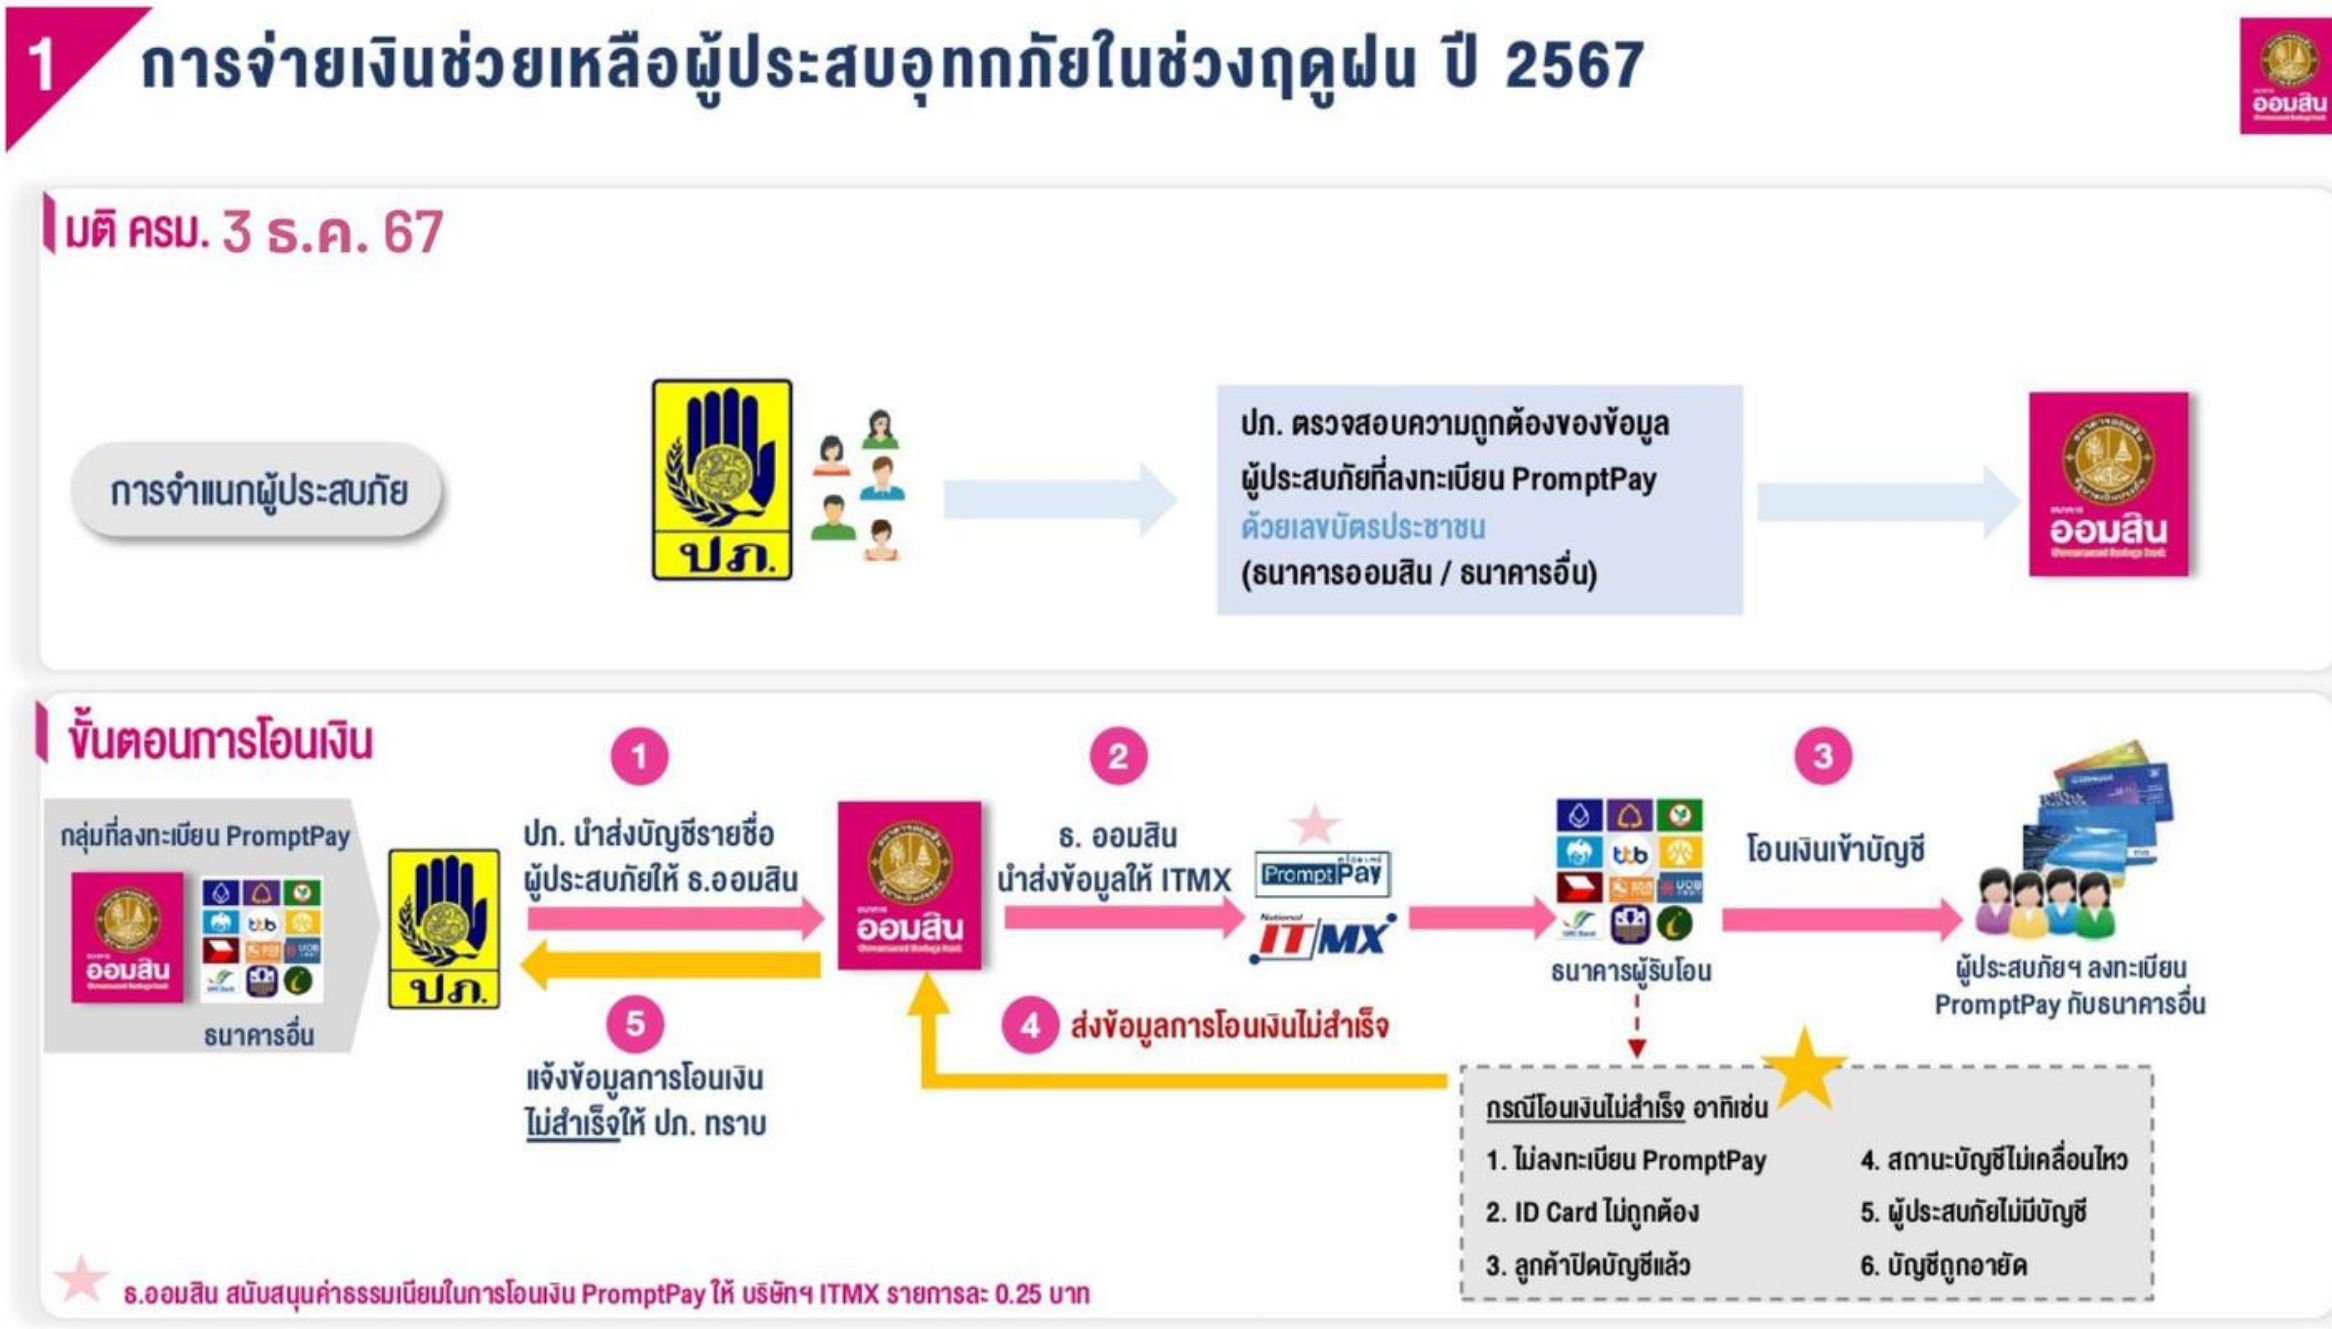 1
การจ่ายเงินช่วยเหลือผู้ประสบอุทกภัยในช่วงฤดูฝน ปี 2567
ออมสิน
มติ ครม. 3 ธ.ค. 67
การจำแนกผู้ประสบภัย
ปภ.
ปภ. ตรวจสอบความถูกต้องของข้อมูล
ผู้ประสบภัยที่ลงทะเบียน PromptPay
ด้วยเลขบัตรประชาชน
(ธนาคารออมสิน / ธนาคารอื่น)
ธนาคาร
ออมสิน
ขั้นตอนการโอนเงิน
กลุ่มที่ลงทะเบียน PromptPay
ออมสิน
ttb
UOB
ธนาคารอื่น
ปภ.
1
ปภ. นำส่งบัญชีรายชื่อ
ผู้ประสบภัยให้ ธ.ออมสิน
ธนาคาร
ออมสิน
2
ธ. ออมสิน
นำส่งข้อมูลให้ ITMX
พร้อมเพย์
PromptPay
National
ITMX
ttb
UOB
ธนาคารผู้รับโอน
3
โอนเงินเข้าบัญชี
ผู้ประสบภัยฯ ลงทะเบียน
PromptPay กับธนาคารอื่น
4
ส่งข้อมูลการโอนเงินไม่สำเร็จ
5
แจ้งข้อมูลการโอนเงิน
ไม่สำเร็จให้ ปภ. ทราบ
กรณีโอนเงินไม่สำเร็จ อาทิเช่น
1. ไม่ลงทะเบียน PromptPay
2. ID Card ไม่ถูกต้อง
3. ลูกค้าปิดบัญชีแล้ว
4. สถานะบัญชีไม่เคลื่อนไหว
5. ผู้ประสบภัยไม่มีบัญชี
6. บัญชีถูกอายัด
ธ.ออมสิน สนับสนุนค่าธรรมเนียมในการโอนเงิน PromptPay ให้ บริษัทฯ ITMX รายการละ 0.25 บาท